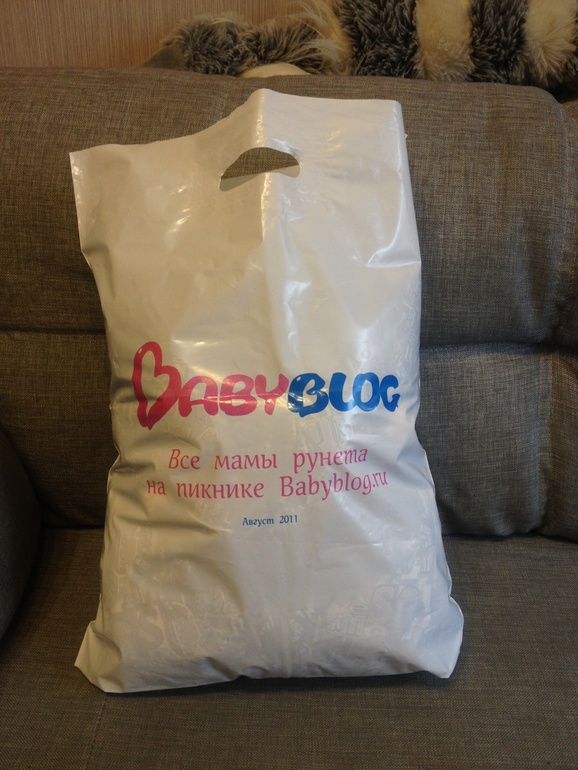 BABYBLOG
Все мамы рунета
на пикнике Babyblog.ru
Август 2011